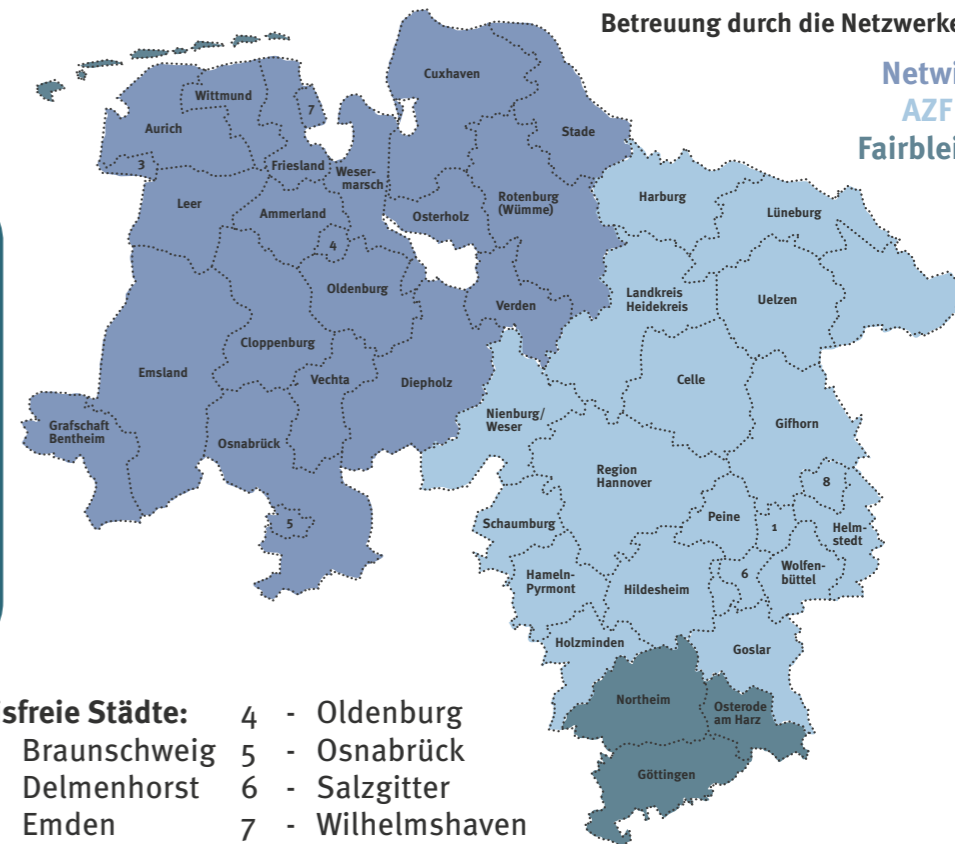 Betreuung durch die Netzwerke
Netwi
AZF
Fairblei
Cuxhaven
Wittmund
7
Aurich
Stade
3
Friesland
Weser-
marsch
Harburg
Leer
Rotenburg
(Wümme)
Ammerland
Osterholz
Lüneburg
4
Oldenburg
Landkreis
Heidekreis
Uelzen
Verden
Cloppenburg
Emsland
Vechta
Diepholz
Celle
Grafschaft
Bentheim
Nienburg/
Weser
Gifhorn
Osnabrück
Region
Hannover
8
5
Schaumburg
Peine
1
Helm-
stedt
Hameln-
Pyrmont
Hildesheim
6
Wolfen-
büttel
Holzminden
Goslar
Northeim
Osterode
am Harz
Göttingen
sfreie Städte:
Braunschweig
Delmenhorst
Emden
4 - Oldenburg
5 - Osnabrück
6 - Salzgitter
7 - Wilhelmshaven